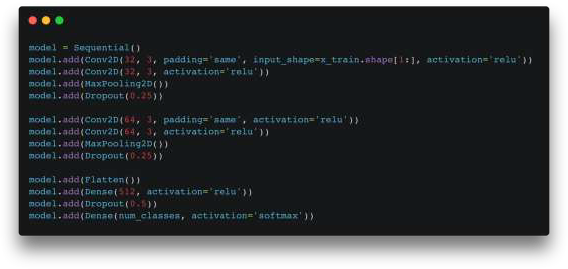 model = Sequential()
model.add(Conv2D(32, 3, padding='same', input_shape=x_train.shape[1:], activation='relu'))
model.add(Conv2D(32, 3, activation='relu'))
model.add(MaxPooling2D())
model.add(Dropout(0.25))

model.add(Conv2D(64, 3, padding='same', activation='relu'))
model.add(Conv2D(64, 3, activation='relu'))
model.add(MaxPooling2D())
model.add(Dropout(0.25))

model.add(Flatten())
model.add(Dense(512, activation='relu'))
model.add(Dropout(0.5))
model.add(Dense(num_classes, activation='softmax'))